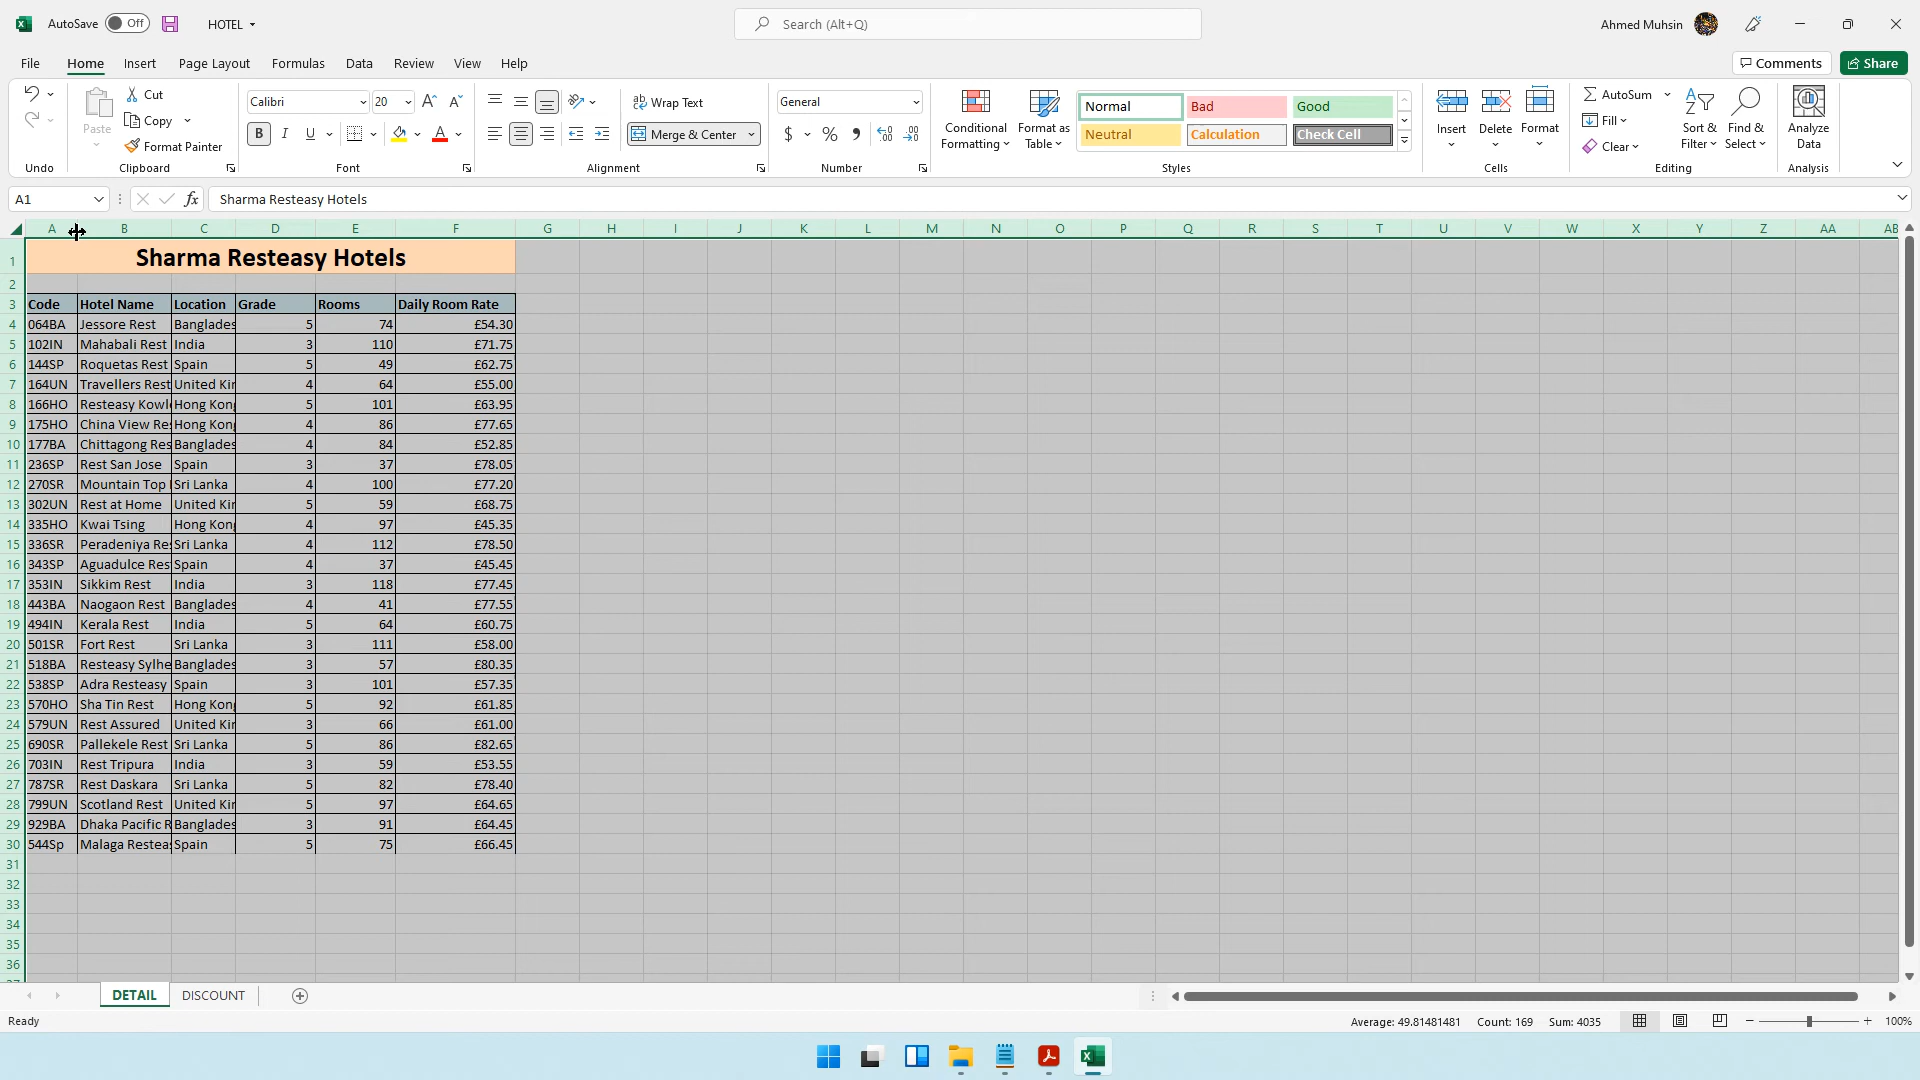 AutoSave Off HOTEL Search (Alt+Q) Ahmed Muhsin
File Home Insert Page Layout Formulas Data Review View Help Comments Share
Cut Calibri 20 Wrap Text General Normal Bad Good AutoSum
Paste Copy Conditional Formatting Format as Table Insert Delete Format Fill Sort & Filter Find & Select Analyze Data
Format Painter B I U A Merge & Center $ % Neutral Calculation Check Cell Clear
Undo Clipboard Font Alignment Number Styles Cells Editing Analysis
A1 fx Sharma Resteasy Hotels
A B C D E F G H I J K L M N O P Q R S T U V W X Y Z AA AB
1 Sharma Resteasy Hotels
2
3 Code Hotel Name Location Grade Rooms Daily Room Rate
4 064BA Jessore Rest Banglades 5 74 £54.30
5 102IN Mahabali Rest India 3 110 £71.75
6 144SP Roquetas Rest Spain 5 49 £62.75
7 164UN Travellers Rest United Kin 4 64 £55.00
8 166HO Resteasy Kowl Hong Kong 5 101 £63.95
9 175HO China View Res Hong Kong 4 86 £77.65
10 177BA Chittagong Res Banglades 4 84 £52.85
11 236SP Rest San Jose Spain 3 37 £78.05
12 270SR Mountain Top Sri Lanka 4 100 £77.20
13 302UN Rest at Home United Kin 5 59 £68.75
14 335HO Kwai Tsing Hong Kong 4 97 £45.35
15 336SR Peradeniya Res Sri Lanka 4 112 £78.50
16 343SP Aguadulce Res Spain 4 37 £45.45
17 353IN Sikkim Rest India 3 118 £77.45
18 443BA Naogaon Rest Banglades 4 41 £77.55
19 494IN Kerala Rest India 5 64 £60.75
20 501SR Fort Rest Sri Lanka 3 111 £58.00
21 518BA Resteasy Sylhe Banglades 3 57 £80.35
22 538SP Adra Resteasy Spain 3 101 £57.35
23 570HO Sha Tin Rest Hong Kong 5 92 £61.85
24 579UN Rest Assured United Kin 3 66 £61.00
25 690SR Pallekele Rest Sri Lanka 5 86 £82.65
26 703IN Rest Tripura India 3 59 £53.55
27 787SR Rest Daskara Sri Lanka 5 82 £78.40
28 799UN Scotland Rest United Kin 5 97 £64.65
29 929BA Dhaka Pacific R Banglades 3 91 £64.45
30 544Sp Malaga Resteas Spain 5 75 £66.45
31
32
33
34
35
36
DETAIL DISCOUNT
Ready Average: 49.81481481 Count: 169 Sum: 4035 100%